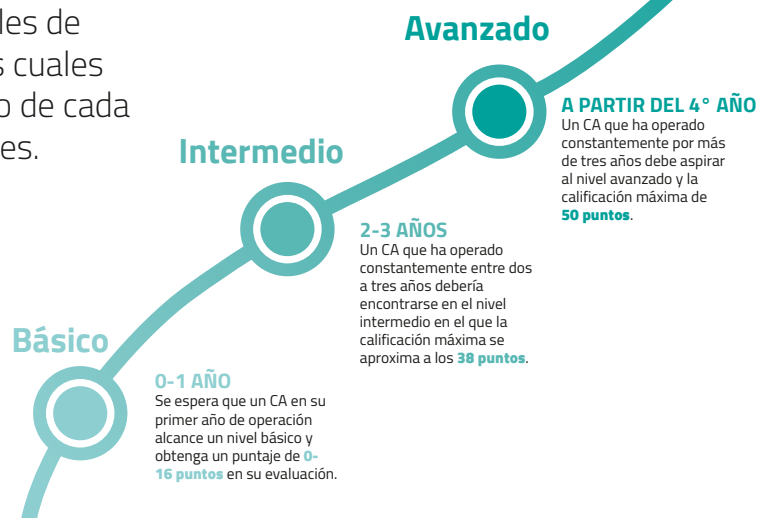 les de
s cuales
o de cada
es.
Avanzado
A PARTIR DEL 4° AÑO
Un CA que ha operado
constantemente por más
de tres años debe aspirar
al nivel avanzado y la
calificación máxima de
50 puntos.
Intermedio
2-3 AÑOS
Un CA que ha operado
constantemente entre dos
a tres años debería
encontrarse en el nivel
intermedio en el que la
calificación máxima se
aproxima a los 38 puntos.
Básico
0-1 AÑO
Se espera que un CA en su
primer año de operación
alcance un nivel básico y
obtenga un puntaje de 0-
16 puntos en su evaluación.